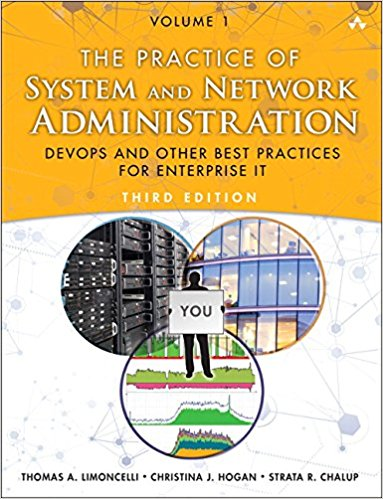 VOLUME 1
THE PRACTICE OF
SYSTEM AND NETWORK
ADMINISTRATION
DEVOPS AND OTHER BEST PRACTICES
FOR ENTERPRISE IT
THIRD EDITION
YOU
THOMAS A. LIMONCELLI • CHRISTINA J. HOGAN • STRATA R. CHALUP